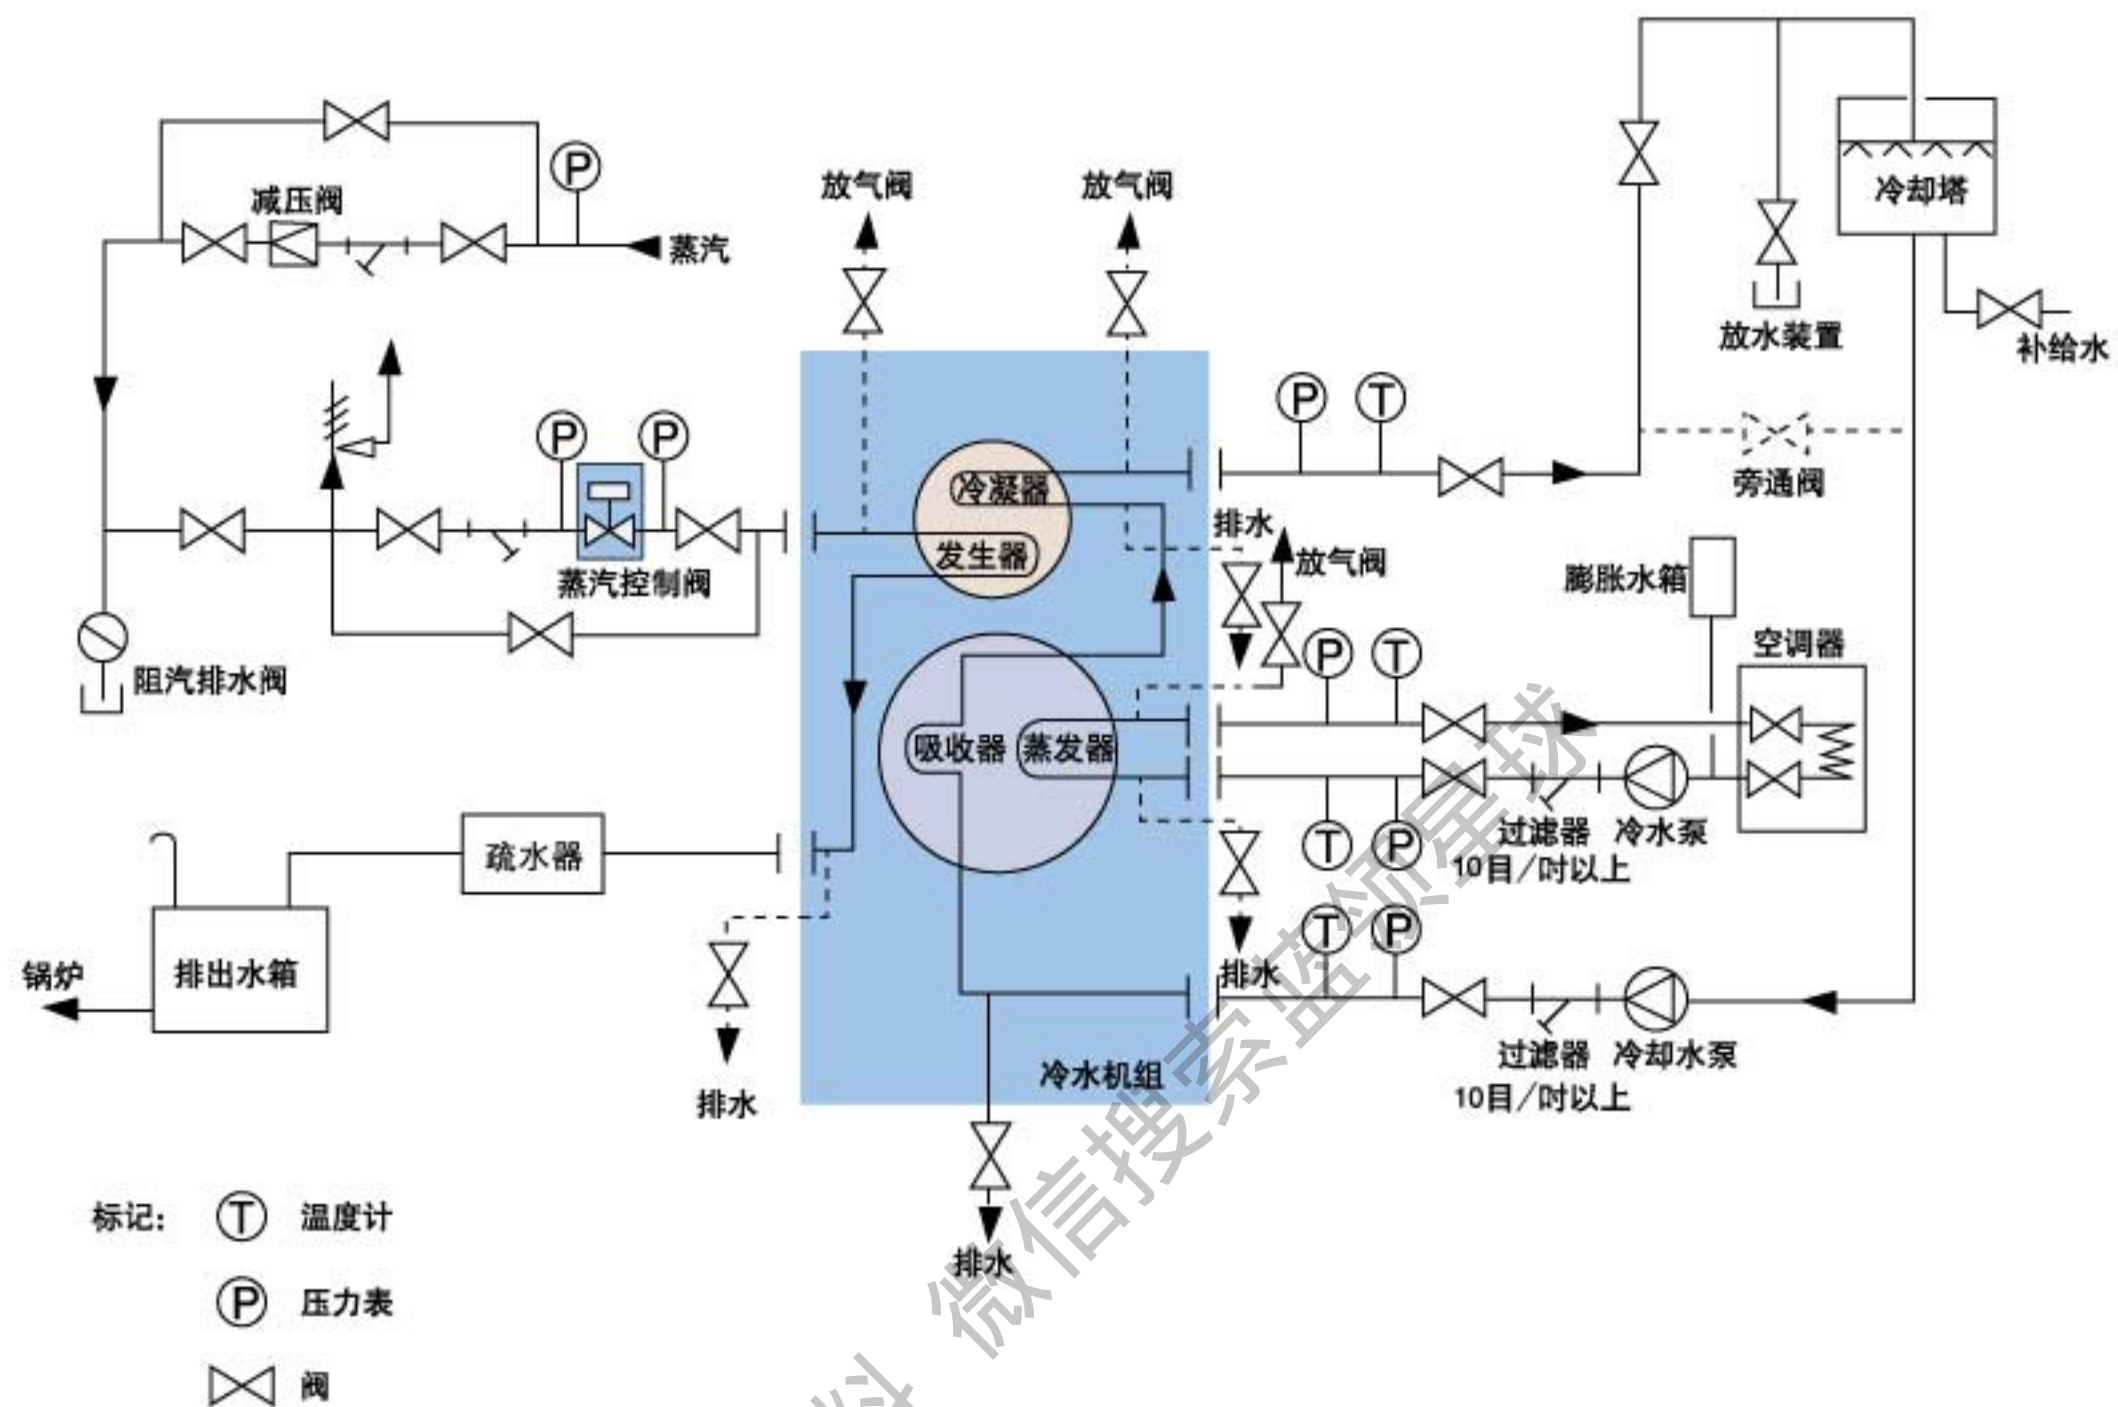 P
减压阀
蒸汽
放气阀
放气阀
冷却塔
放水装置
补给水
P
T
旁通阀
P
P
蒸汽控制阀
冷凝器
发生器
排水
放气阀
膨胀水箱
空调器
P
T
阻汽排水阀
吸收器
蒸发器
T
P
过滤器
冷水泵
10目/吋以上
疏水器
T
P
排水
锅炉
排出水箱
排水
冷水机组
过滤器
冷却水泵
10目/吋以上
排水
标记：
T
温度计
P
压力表
阀
料 微信搜索蓝领星球